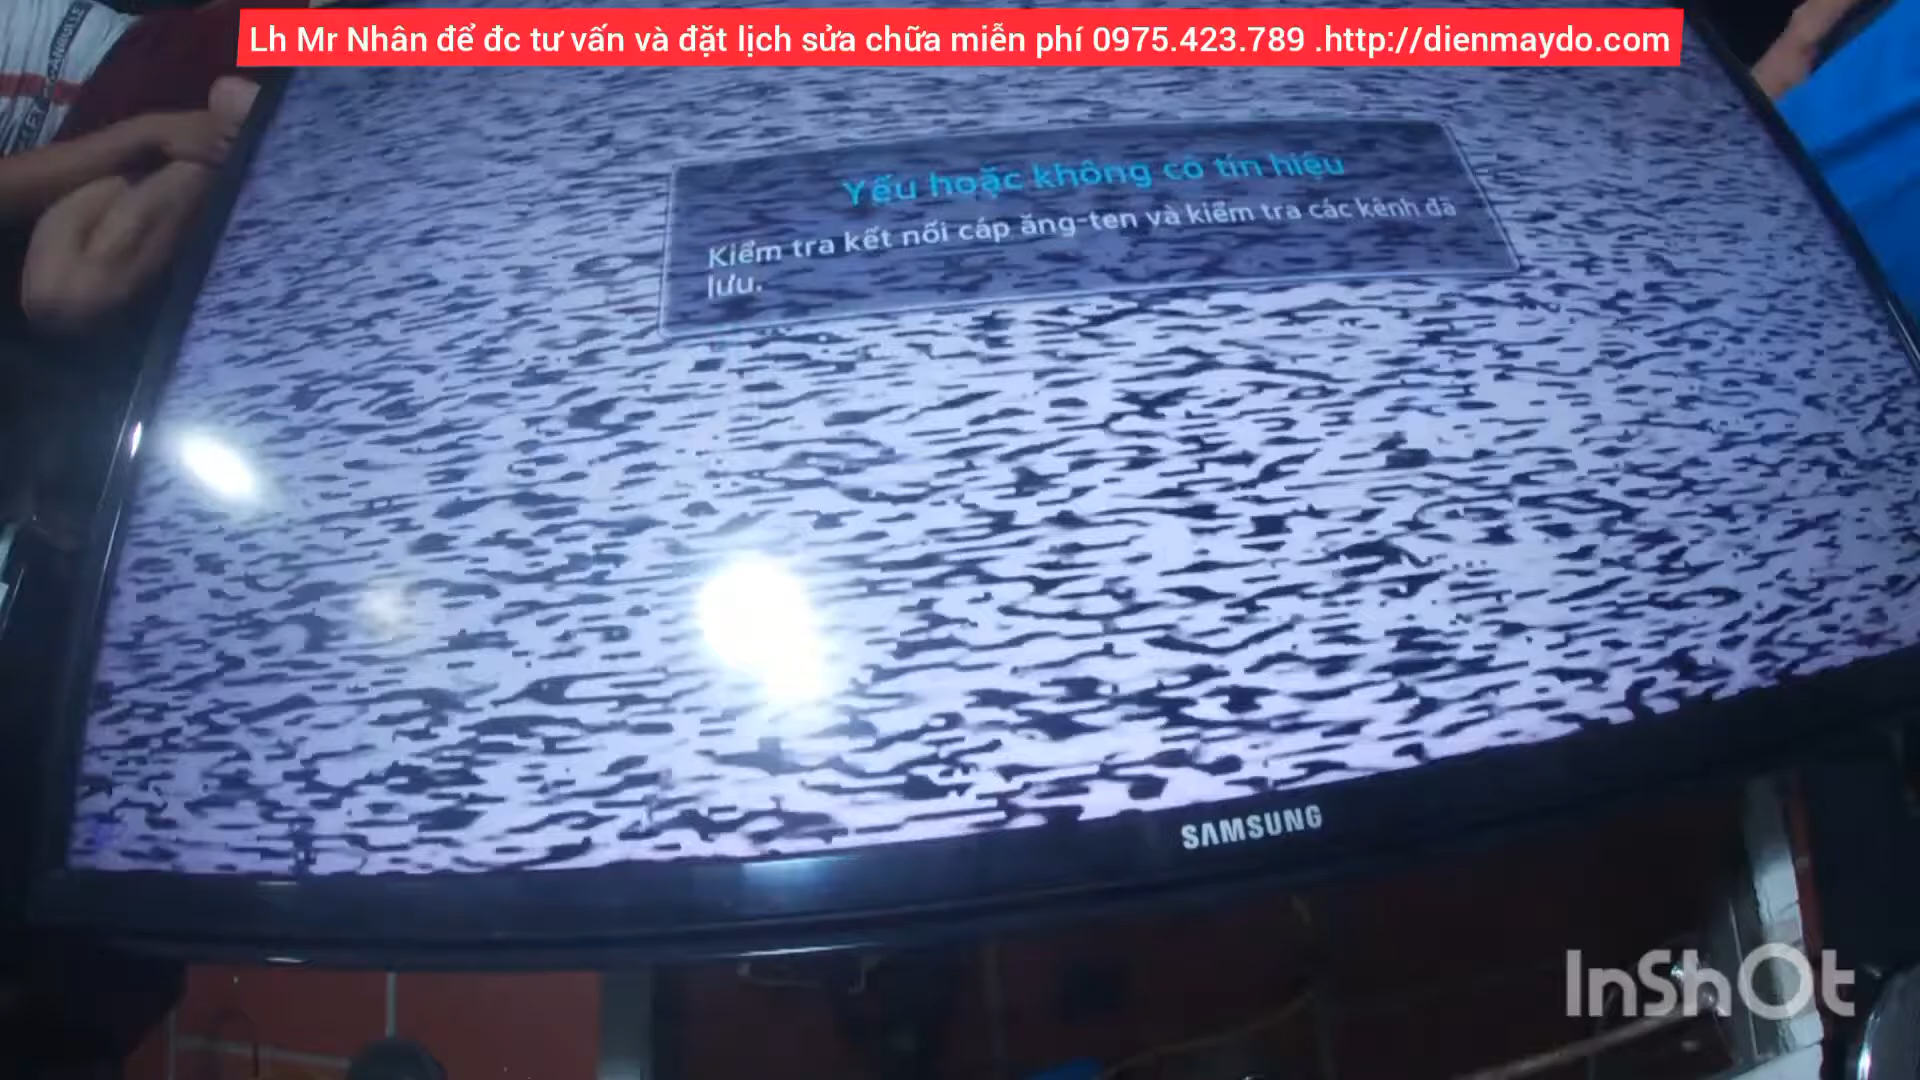 Lh Mr Nhân để đc tư vấn và đặt lịch sửa chữa miễn phí 0975.423.789 .http://dienmaydo.com
Yếu hoặc không có tín hiệu
Kiểm tra kết nối cáp ăng-ten và kiểm tra các kênh đã
lưu.
SAMSUNG
InShOt